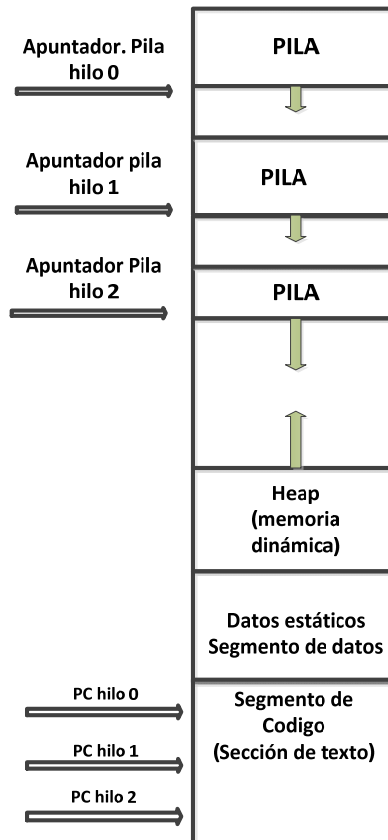 Apuntador. Pila
hilo 0
PILA
Apuntador pila
hilo 1
PILA
Apuntador Pila
hilo 2
PILA
Heap
(memoria
dinámica)
Datos estáticos
Segmento de datos
PC hilo 0
Segmento de
Codigo
(Sección de texto)
PC hilo 1
PC hilo 2